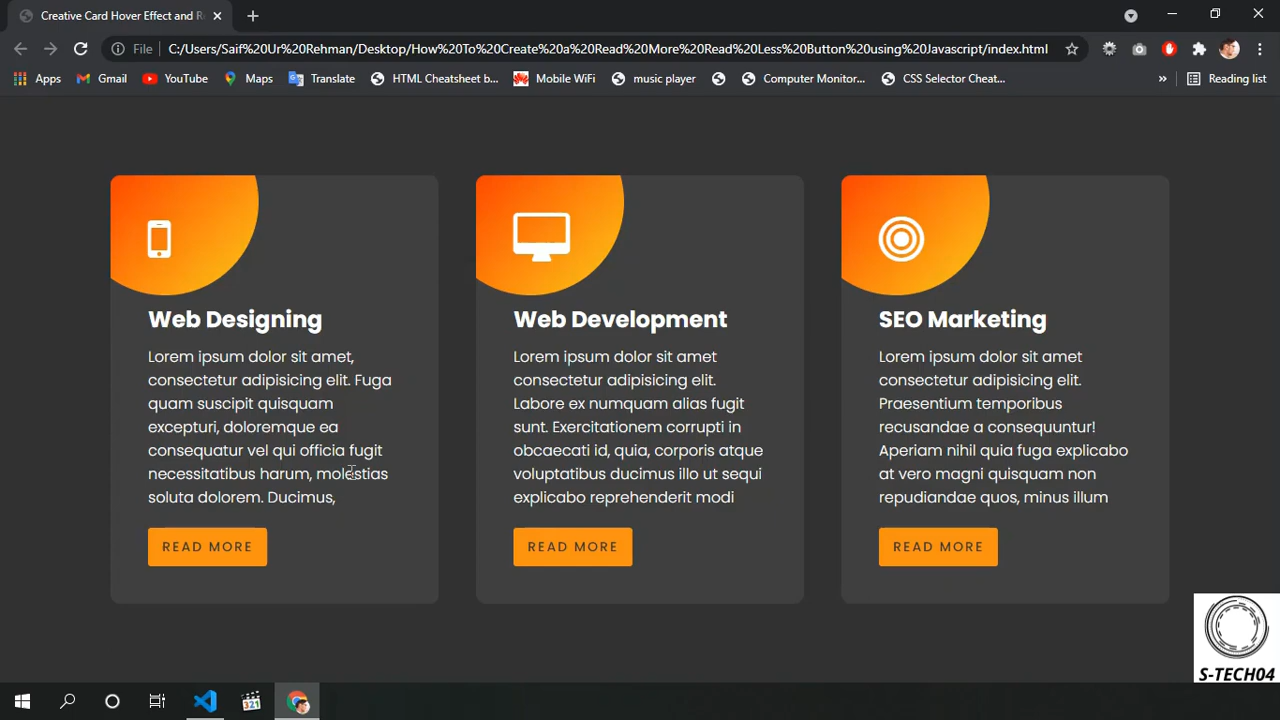 Creative Card Hover Effect and R
File
C:/Users/Saif%20Ur%20Rehman/Desktop/How%20To%20Create%20a%20Read%20More%20Read%20Less%20Button%20using%20Javascript/index.html
Apps
Gmail
YouTube
Maps
Translate
HTML Cheatsheet b...
Mobile WiFi
music player
Computer Monitor...
CSS Selector Cheat...
»
Reading list
Web Designing
Lorem ipsum dolor sit amet,
consectetur adipisicing elit. Fuga
quam suscipit quisquam
excepturi, doloremque ea
consequatur vel qui officia fugit
necessitatibus harum, molestias
soluta dolorem. Ducimus,
READ MORE
Web Development
Lorem ipsum dolor sit amet
consectetur adipisicing elit.
Labore ex numquam alias fugit
sunt. Exercitationem corrupti in
obcaecati id, quia, corporis atque
voluptatibus ducimus illo ut sequi
explicabo reprehenderit modi
READ MORE
SEO Marketing
Lorem ipsum dolor sit amet
consectetur adipisicing elit.
Praesentium temporibus
recusandae a consequuntur!
Aperiam nihil quia fuga explicabo
at vero magni quisquam non
repudiandae quos, minus illum
READ MORE
S-TECH04
321